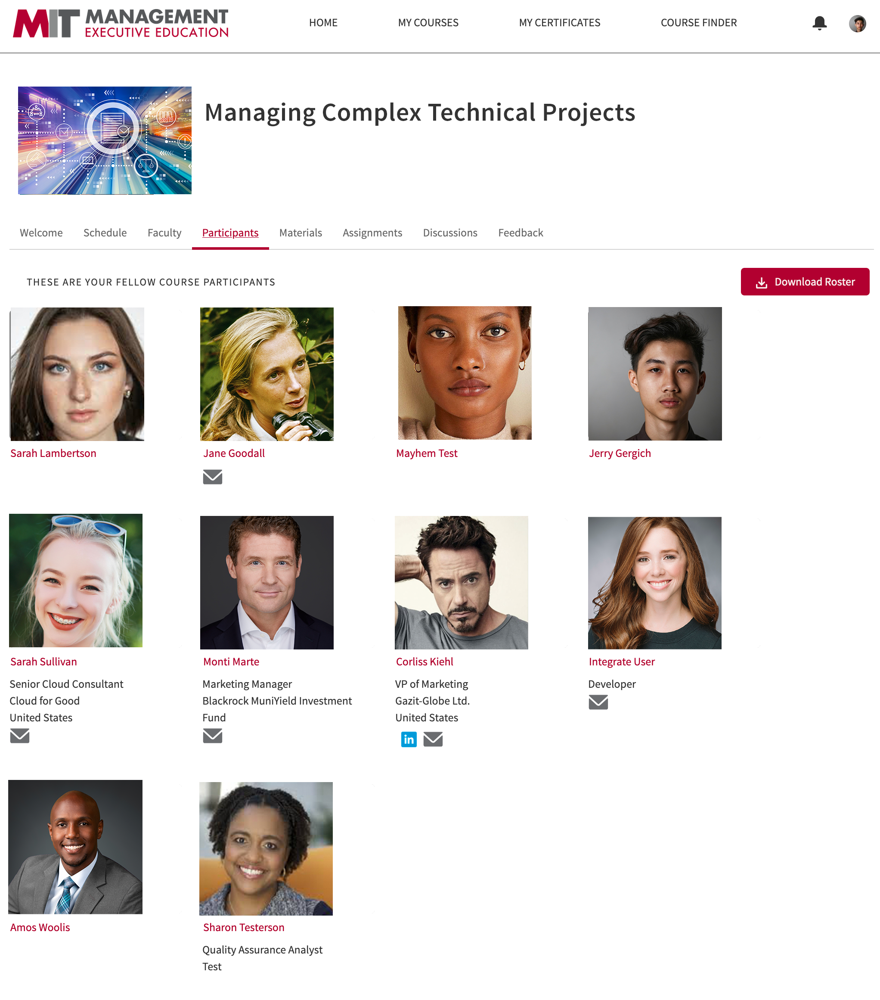 MIT MANAGEMENT
EXECUTIVE EDUCATION
HOME
MY COURSES
MY CERTIFICATES
COURSE FINDER
Managing Complex Technical Projects
Welcome
Schedule
Faculty
Participants
Materials
Assignments
Discussions
Feedback
THESE ARE YOUR FELLOW COURSE PARTICIPANTS
Download Roster
Sarah Lambertson
Jane Goodall
Mayhem Test
Jerry Gergich
Sarah Sullivan
Senior Cloud Consultant
Cloud for Good
United States
Monti Marte
Marketing Manager
Blackrock MuniYield Investment
Fund
Corliss Kiehl
VP of Marketing
Gazit-Globe Ltd.
United States
in
Integrate User
Developer
Amos Woolis
Sharon Testerson
Quality Assurance Analyst
Test